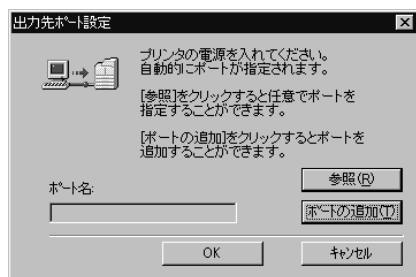 出力先ﾎﾟｰﾄ設定
プリンタの電源を入れてください。
自動的にポートが指定されます。
[参照]をクリックすると任意でポートを
指定することができます。
[ポートの追加]をクリックするとポートを
追加することができます。
ﾎﾟｰﾄ名:
参照(R)
ﾎﾟｰﾄの追加(T)
OK
ｷｬﾝｾﾙ